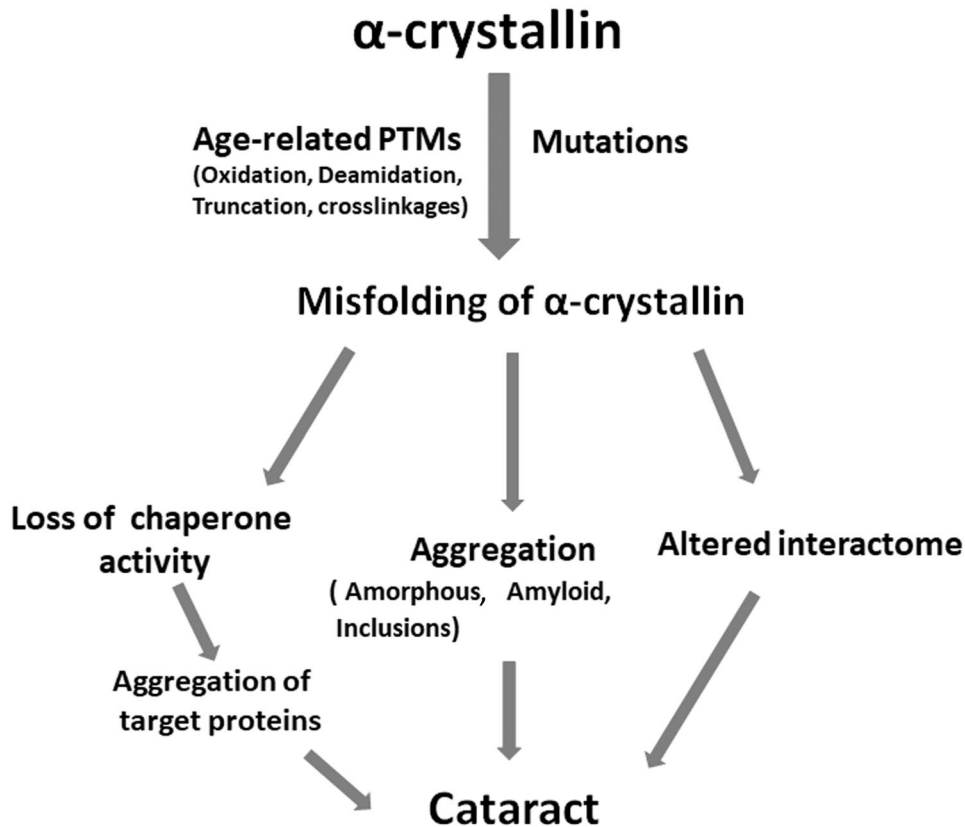 α-crystallin
Age-related PTMs
(Oxidation, Deamidation,
Truncation, crosslinkages)
Mutations
Misfolding of α-crystallin
Loss of chaperone
activity
Aggregation
( Amorphous, Amyloid,
Inclusions)
Altered interactome
Aggregation of
target proteins
Cataract